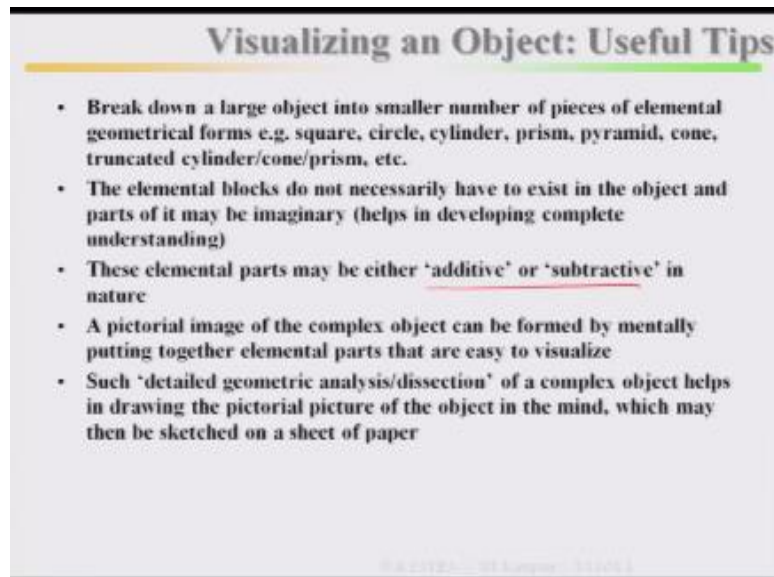 Visualizing an Object: Useful Tips
• Break down a large object into smaller number of pieces of elemental
geometrical forms e.g. square, circle, cylinder, prism, pyramid, cone,
truncated cylinder/cone/prism, etc.
• The elemental blocks do not necessarily have to exist in the object and
parts of it may be imaginary (helps in developing complete
understanding)
• These elemental parts may be either ‘additive’ or ‘subtractive’ in
nature
• A pictorial image of the complex object can be formed by mentally
putting together elemental parts that are easy to visualize
• Such ‘detailed geometric analysis/dissection’ of a complex object helps
in drawing the pictorial picture of the object in the mind, which may
then be sketched on a sheet of paper